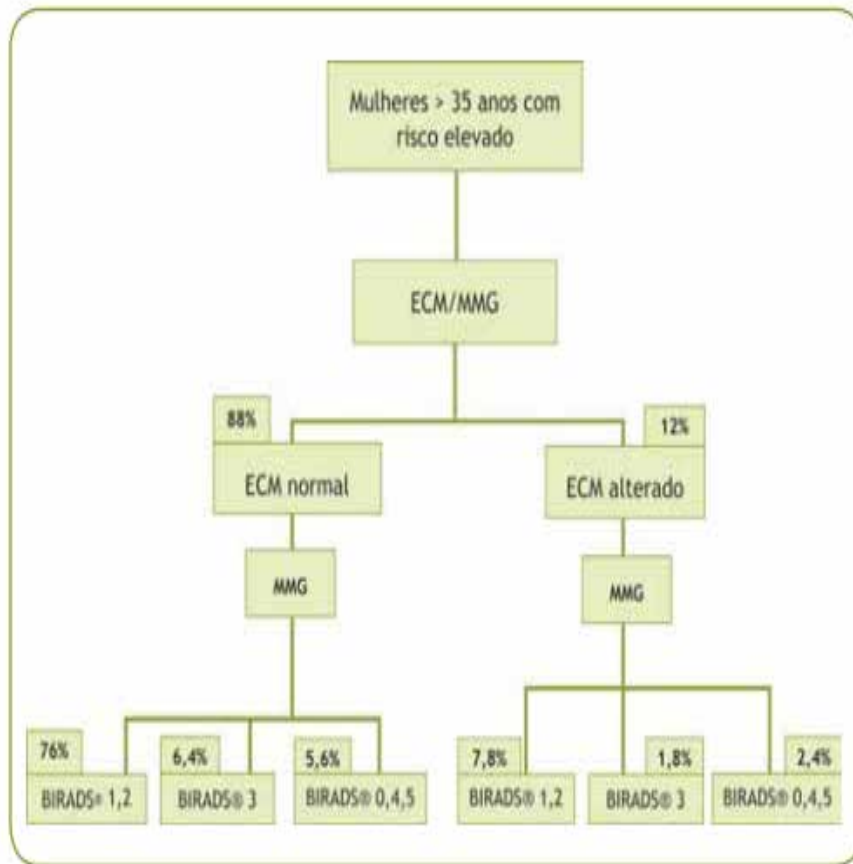 Mulheres > 35 anos com
risco elevado
ECM/MMG
88%
ECM normal
12%
ECM alterado
MMG
MMG
76%
BIRADS® 1,2
6,4%
BIRADS® 3
5,6%
BIRADS® 0,4,5
7,8%
BIRADS® 1,2
1,8%
BIRADS® 3
2,4%
BIRADS® 0,4,5